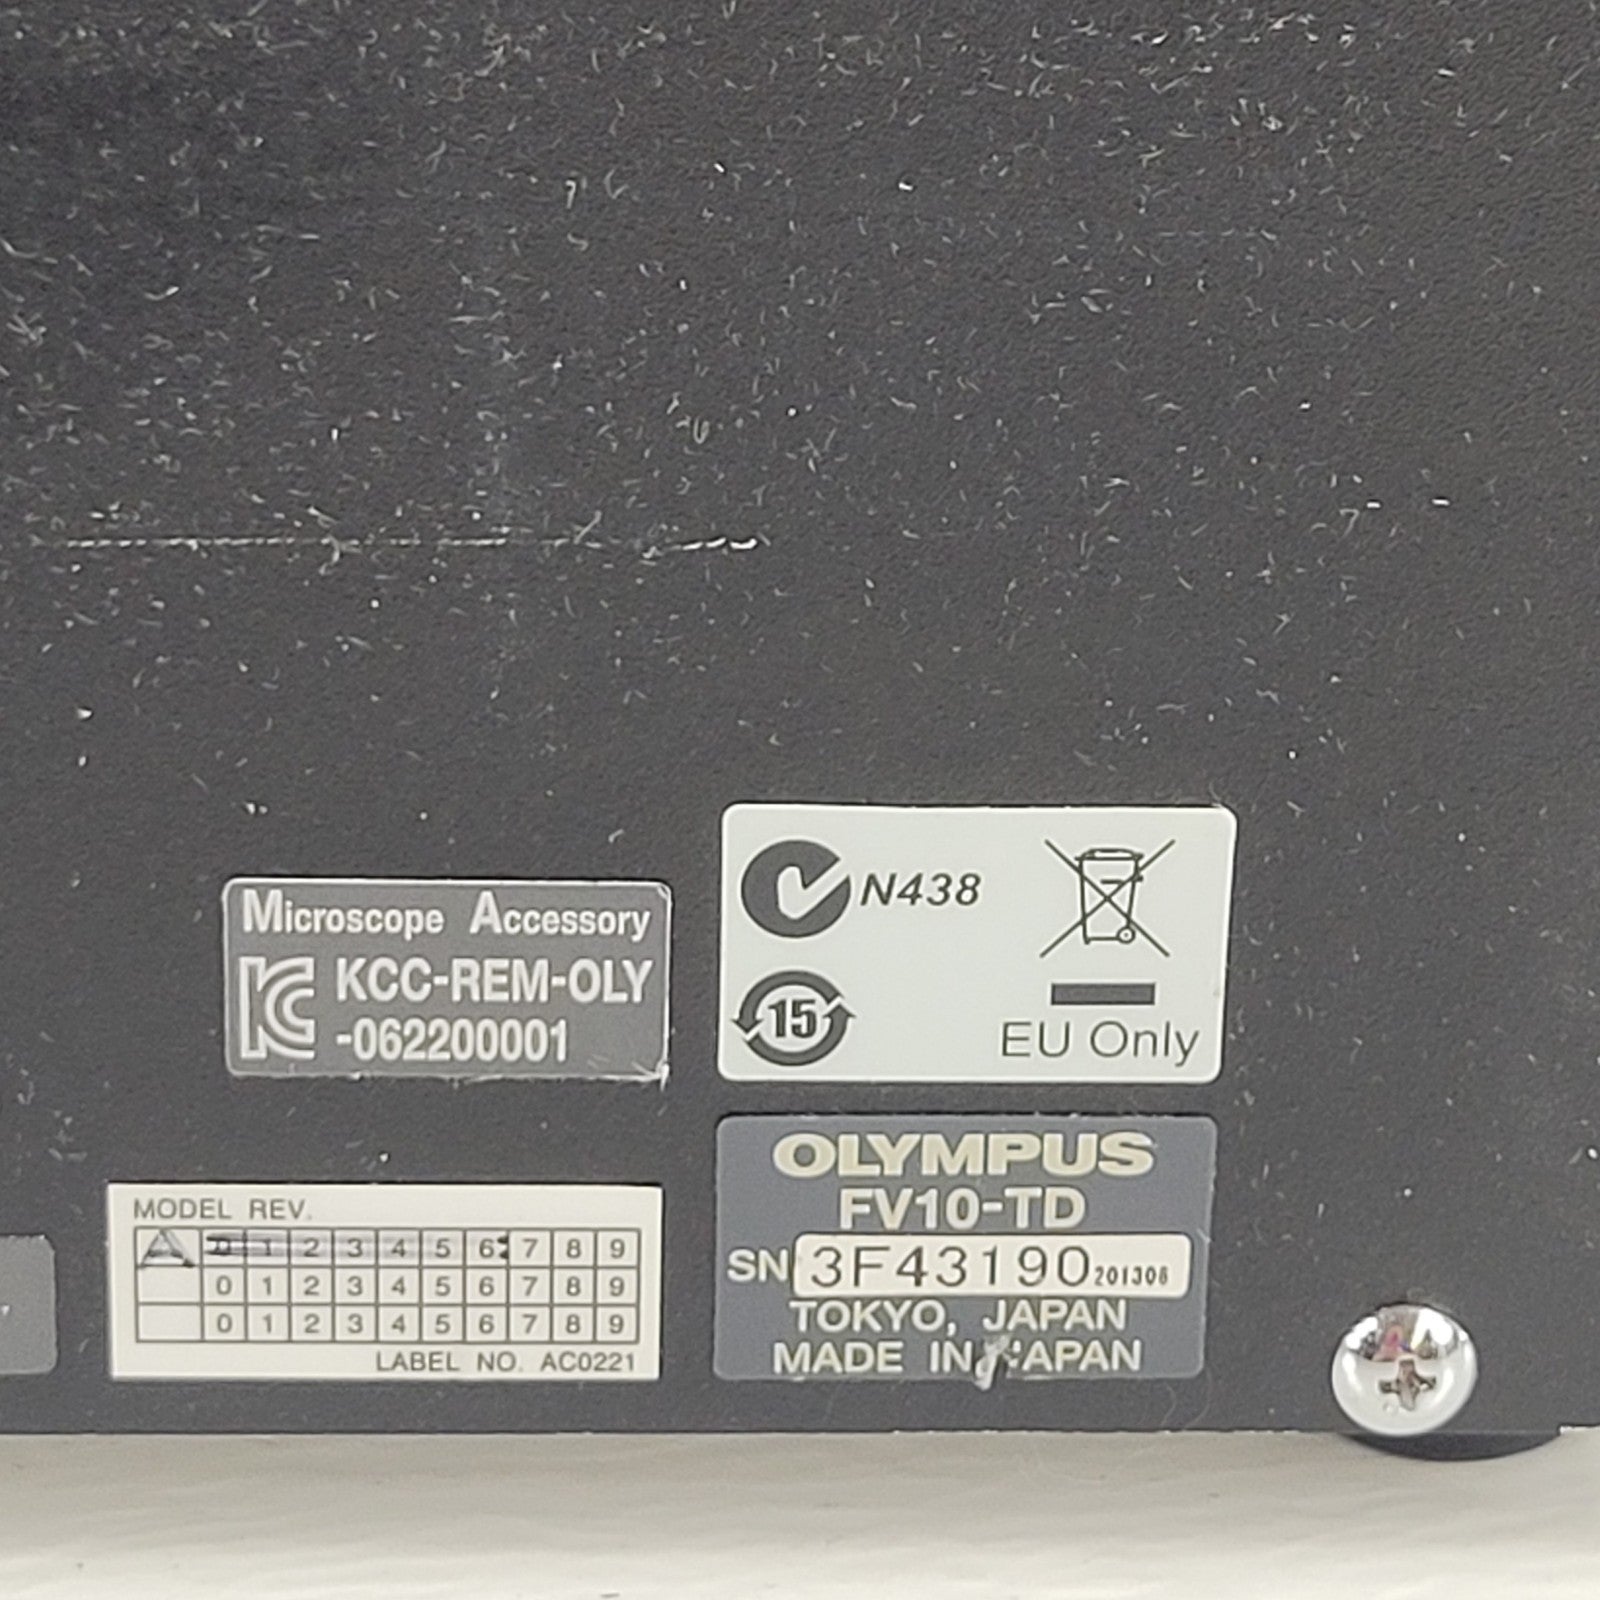 Microscope Accessory
KCC-REM-OLY
-062200001
N438
15
EU Only
MODEL REV.
A 0 1 2 3 4 5 6 7 8 9
0 1 2 3 4 5 6 7 8 9
0 1 2 3 4 5 6 7 8 9
LABEL NO. AC0221
OLYMPUS
FV10-TD
SN 3F43190 201306
TOKYO, JAPAN
MADE IN JAPAN